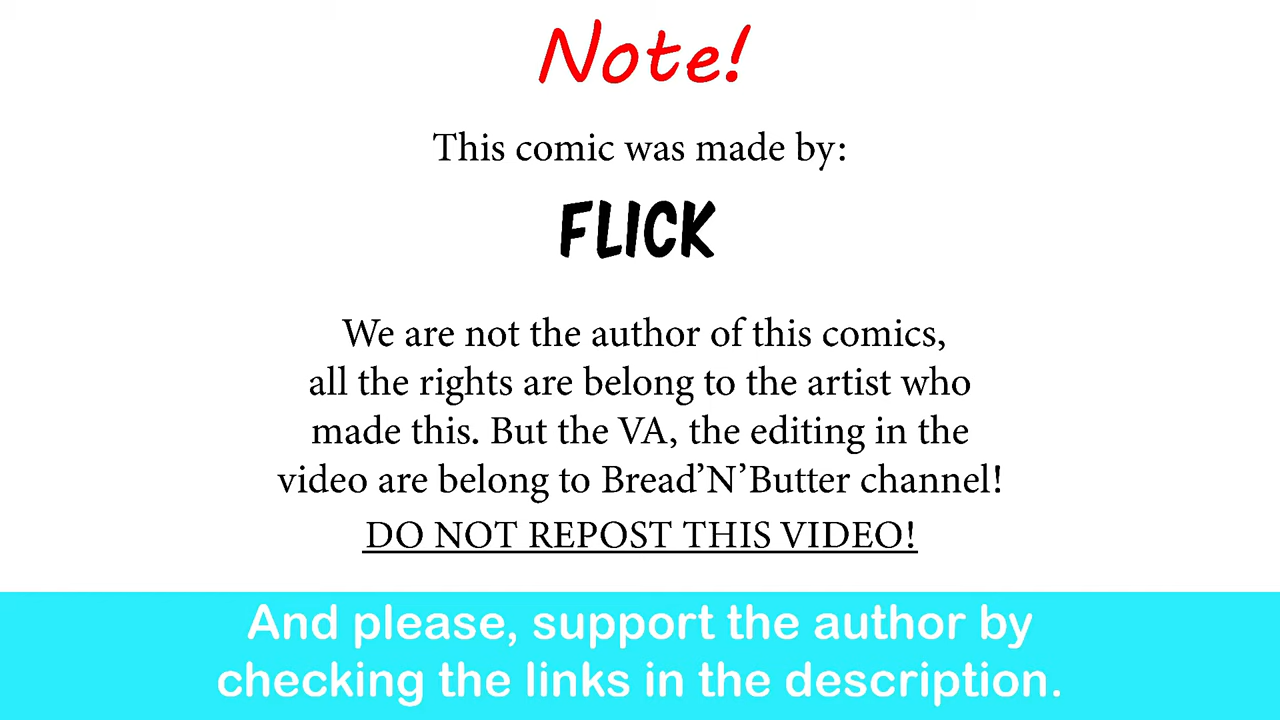 Note!
This comic was made by:
FLICK
We are not the author of this comics,
all the rights are belong to the artist who
made this. But the VA, the editing in the
video are belong to Bread’N’Butter channel!
DO NOT REPOST THIS VIDEO!
And please, support the author by
checking the links in the description.